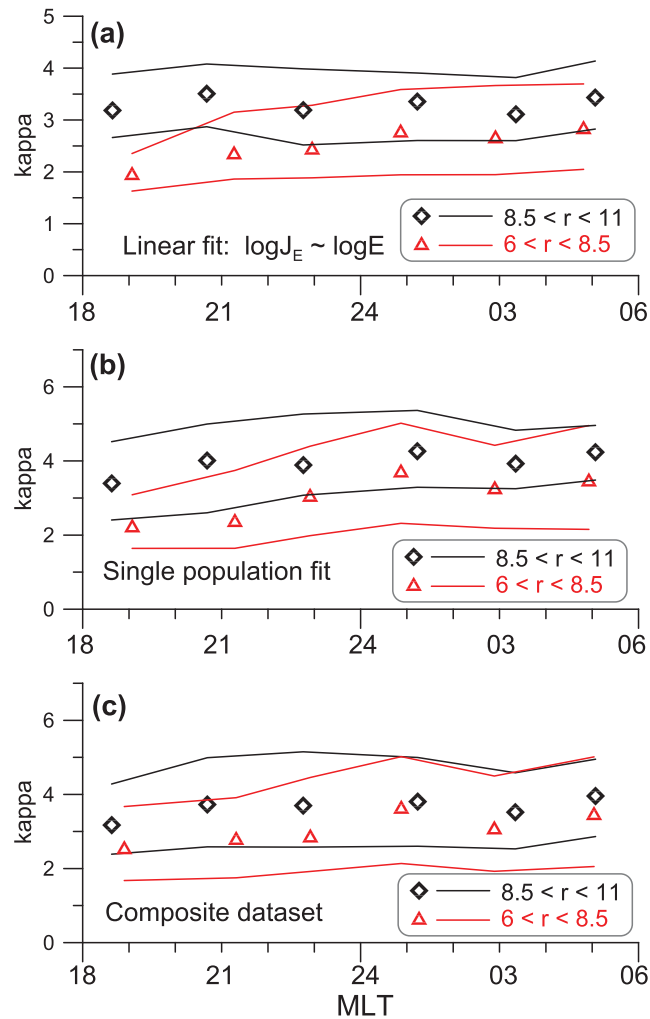 (a)
5
4
3
2
1
0
kappa
8.5 < r < 11
6 < r < 8.5
Linear fit: logJ_E ~ logE
18 21 24 03 06
(b)
6
4
2
0
kappa
8.5 < r < 11
6 < r < 8.5
Single population fit
18 21 24 03 06
(c)
6
4
2
0
kappa
8.5 < r < 11
6 < r < 8.5
Composite dataset
18 21 24 03 06
MLT